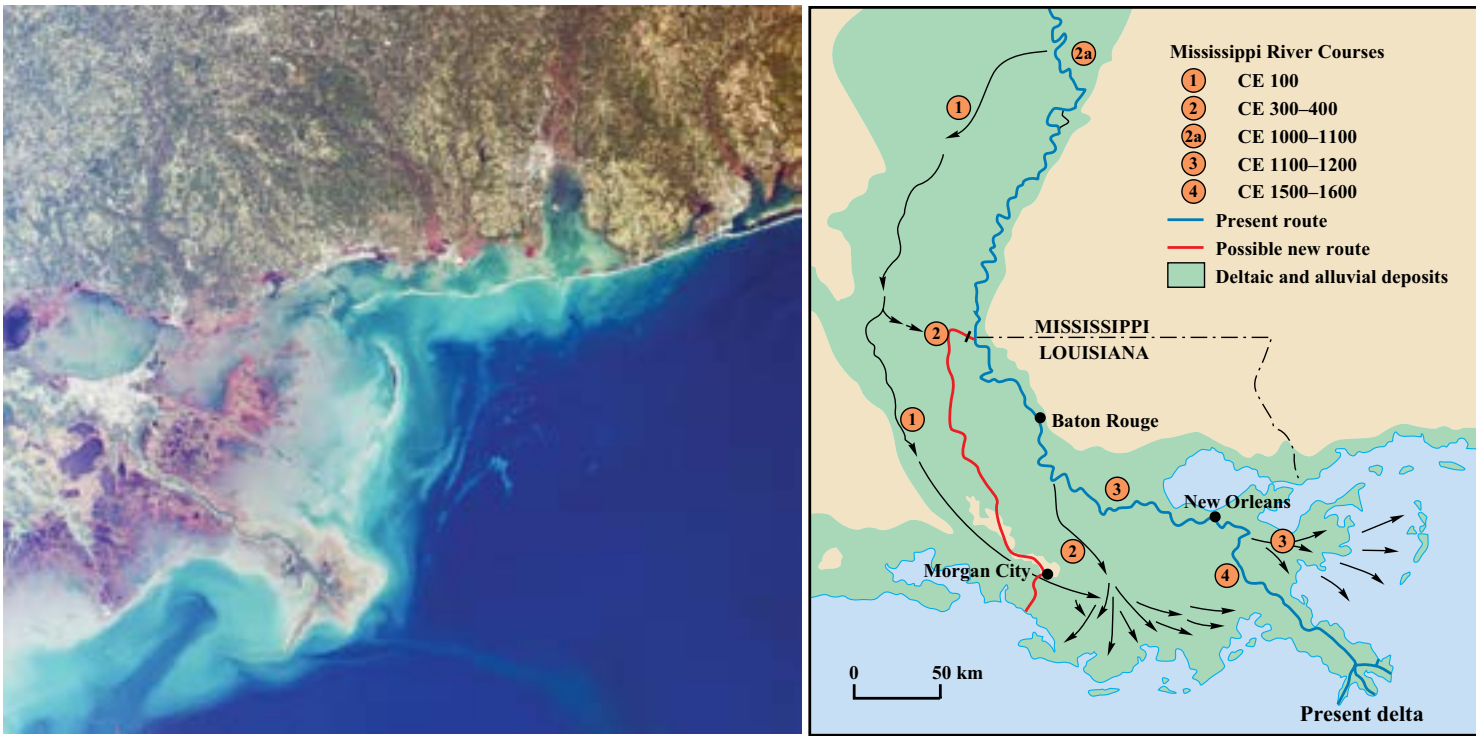 Mississippi River Courses
1 CE 100
2 CE 300–400
2a CE 1000–1100
3 CE 1100–1200
4 CE 1500–1600
Present route
Possible new route
Deltaic and alluvial deposits
2a
1
2
MISSISSIPPI
LOUISIANA
1
Baton Rouge
3
New Orleans
3
2
Morgan City
4
0 50 km
Present delta